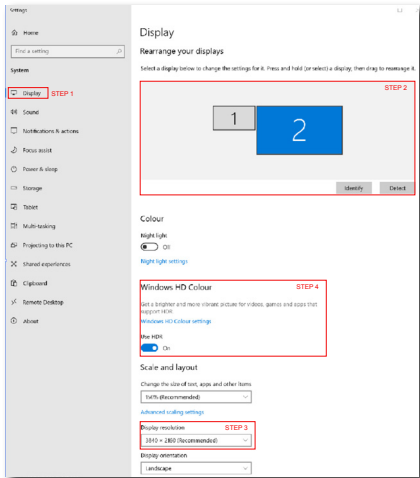 Settings
Home
Find a setting
System
Display STEP 1
Sound
Notifications & actions
Focus assist
Power & sleep
Storage
Tablet
Multi-tasking
Projecting to this PC
Shared experiences
Clipboard
Remote Desktop
About
Display
Rearrange your displays
Select a display below to change the settings for it. Press and hold (or select) a display, then drag to rearrange it.
STEP 2
1
2
Identify
Detect
Colour
Night light
Off
Night light settings
Windows HD Colour STEP 4
Get a brighter and more vibrant picture for videos, games and apps that
support HDR.
Windows HD Colour settings
Use HDR
On
Scale and layout
Change the size of text, apps and other items
150% (Recommended)
Advanced scaling settings
Display resolution STEP 3
3840 × 2160 (Recommended)
Display orientation
Landscape